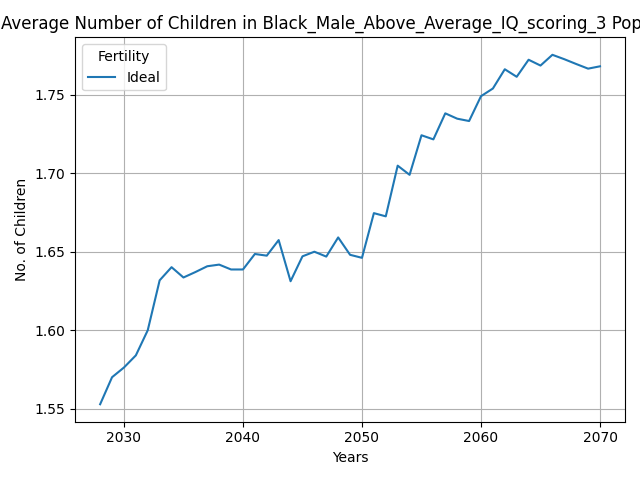 Average Number of Children in Black_Male_Above_Average_IQ_scoring_3 Pop
Fertility
Ideal
No. of Children
1.75
1.70
1.65
1.60
1.55
2030 2040 2050 2060 2070
Years